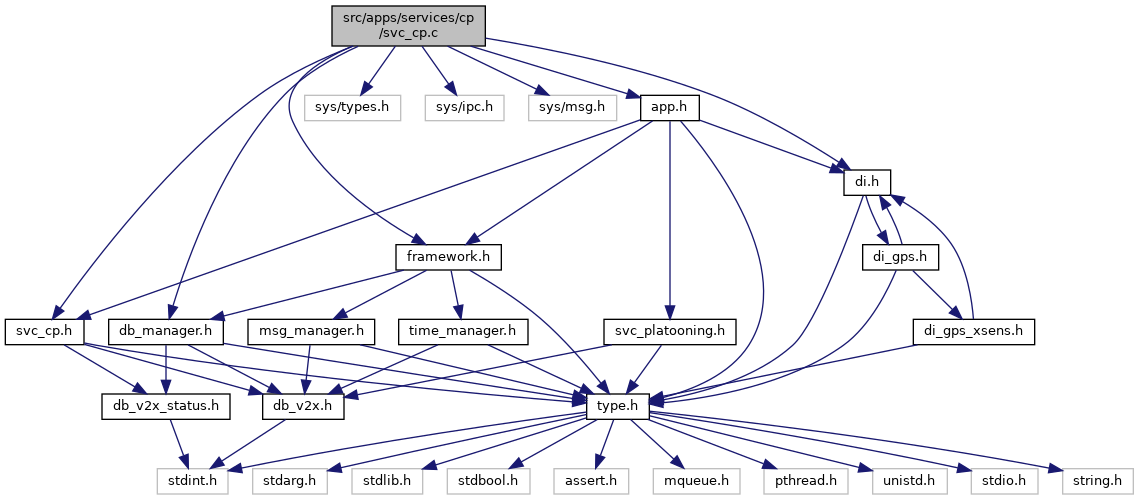 src/apps/services/cp
/svc_cp.c
sys/types.h
sys/ipc.h
sys/msg.h
app.h
di.h
framework.h
di_gps.h
svc_cp.h
db_manager.h
msg_manager.h
time_manager.h
svc_platooning.h
di_gps_xsens.h
db_v2x_status.h
db_v2x.h
type.h
stdint.h
stdarg.h
stdlib.h
stdbool.h
assert.h
mqueue.h
pthread.h
unistd.h
stdio.h
string.h